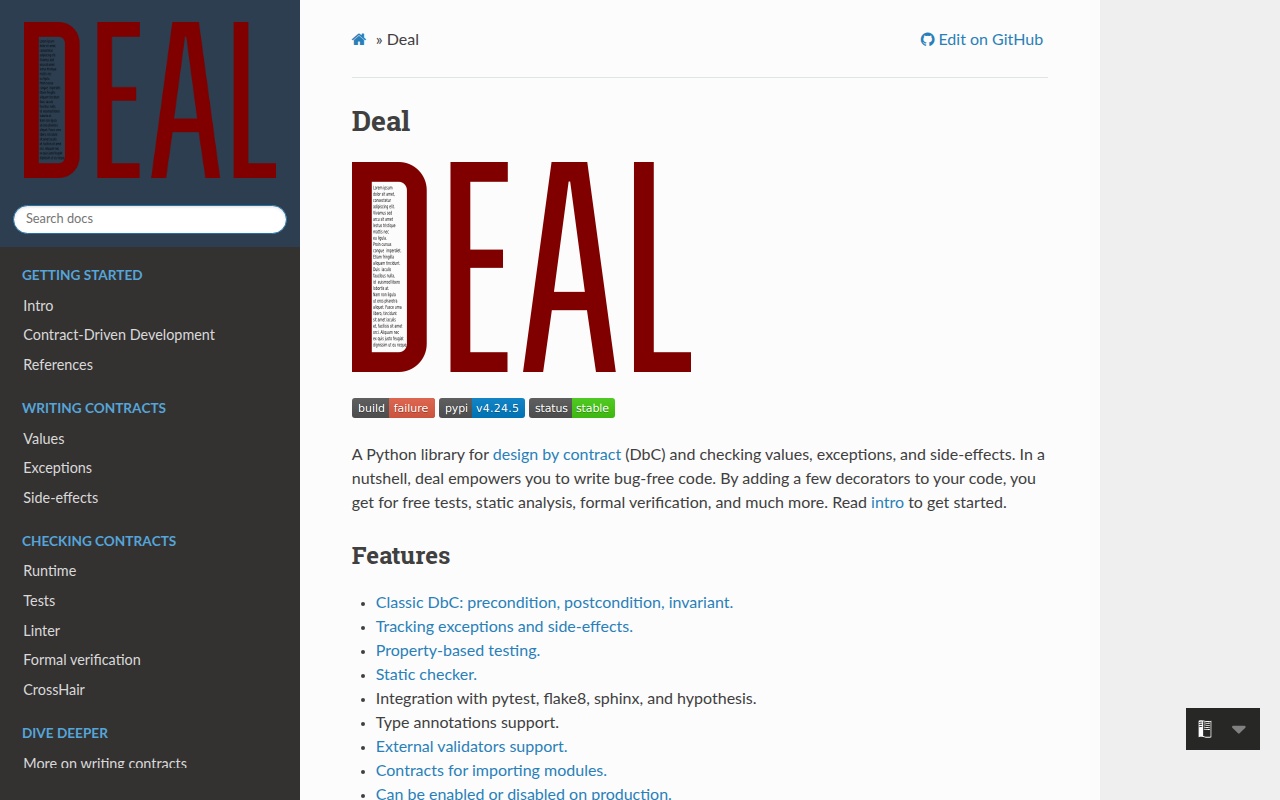 DEAL
Search docs
GETTING STARTED
Intro
Contract-Driven Development
References
WRITING CONTRACTS
Values
Exceptions
Side-effects
CHECKING CONTRACTS
Runtime
Tests
Linter
Formal verification
CrossHair
DIVE DEEPER
More on writing contracts
» Deal
Edit on GitHub
Deal
DEAL
build failure pypi v4.24.5 status stable
A Python library for design by contract (DbC) and checking values, exceptions, and side-effects. In a
nutshell, deal empowers you to write bug-free code. By adding a few decorators to your code, you
get for free tests, static analysis, formal verification, and much more. Read intro to get started.
Features
Classic DbC: precondition, postcondition, invariant.
Tracking exceptions and side-effects.
Property-based testing.
Static checker.
Integration with pytest, flake8, sphinx, and hypothesis.
Type annotations support.
External validators support.
Contracts for importing modules.
Can be enabled or disabled on production.